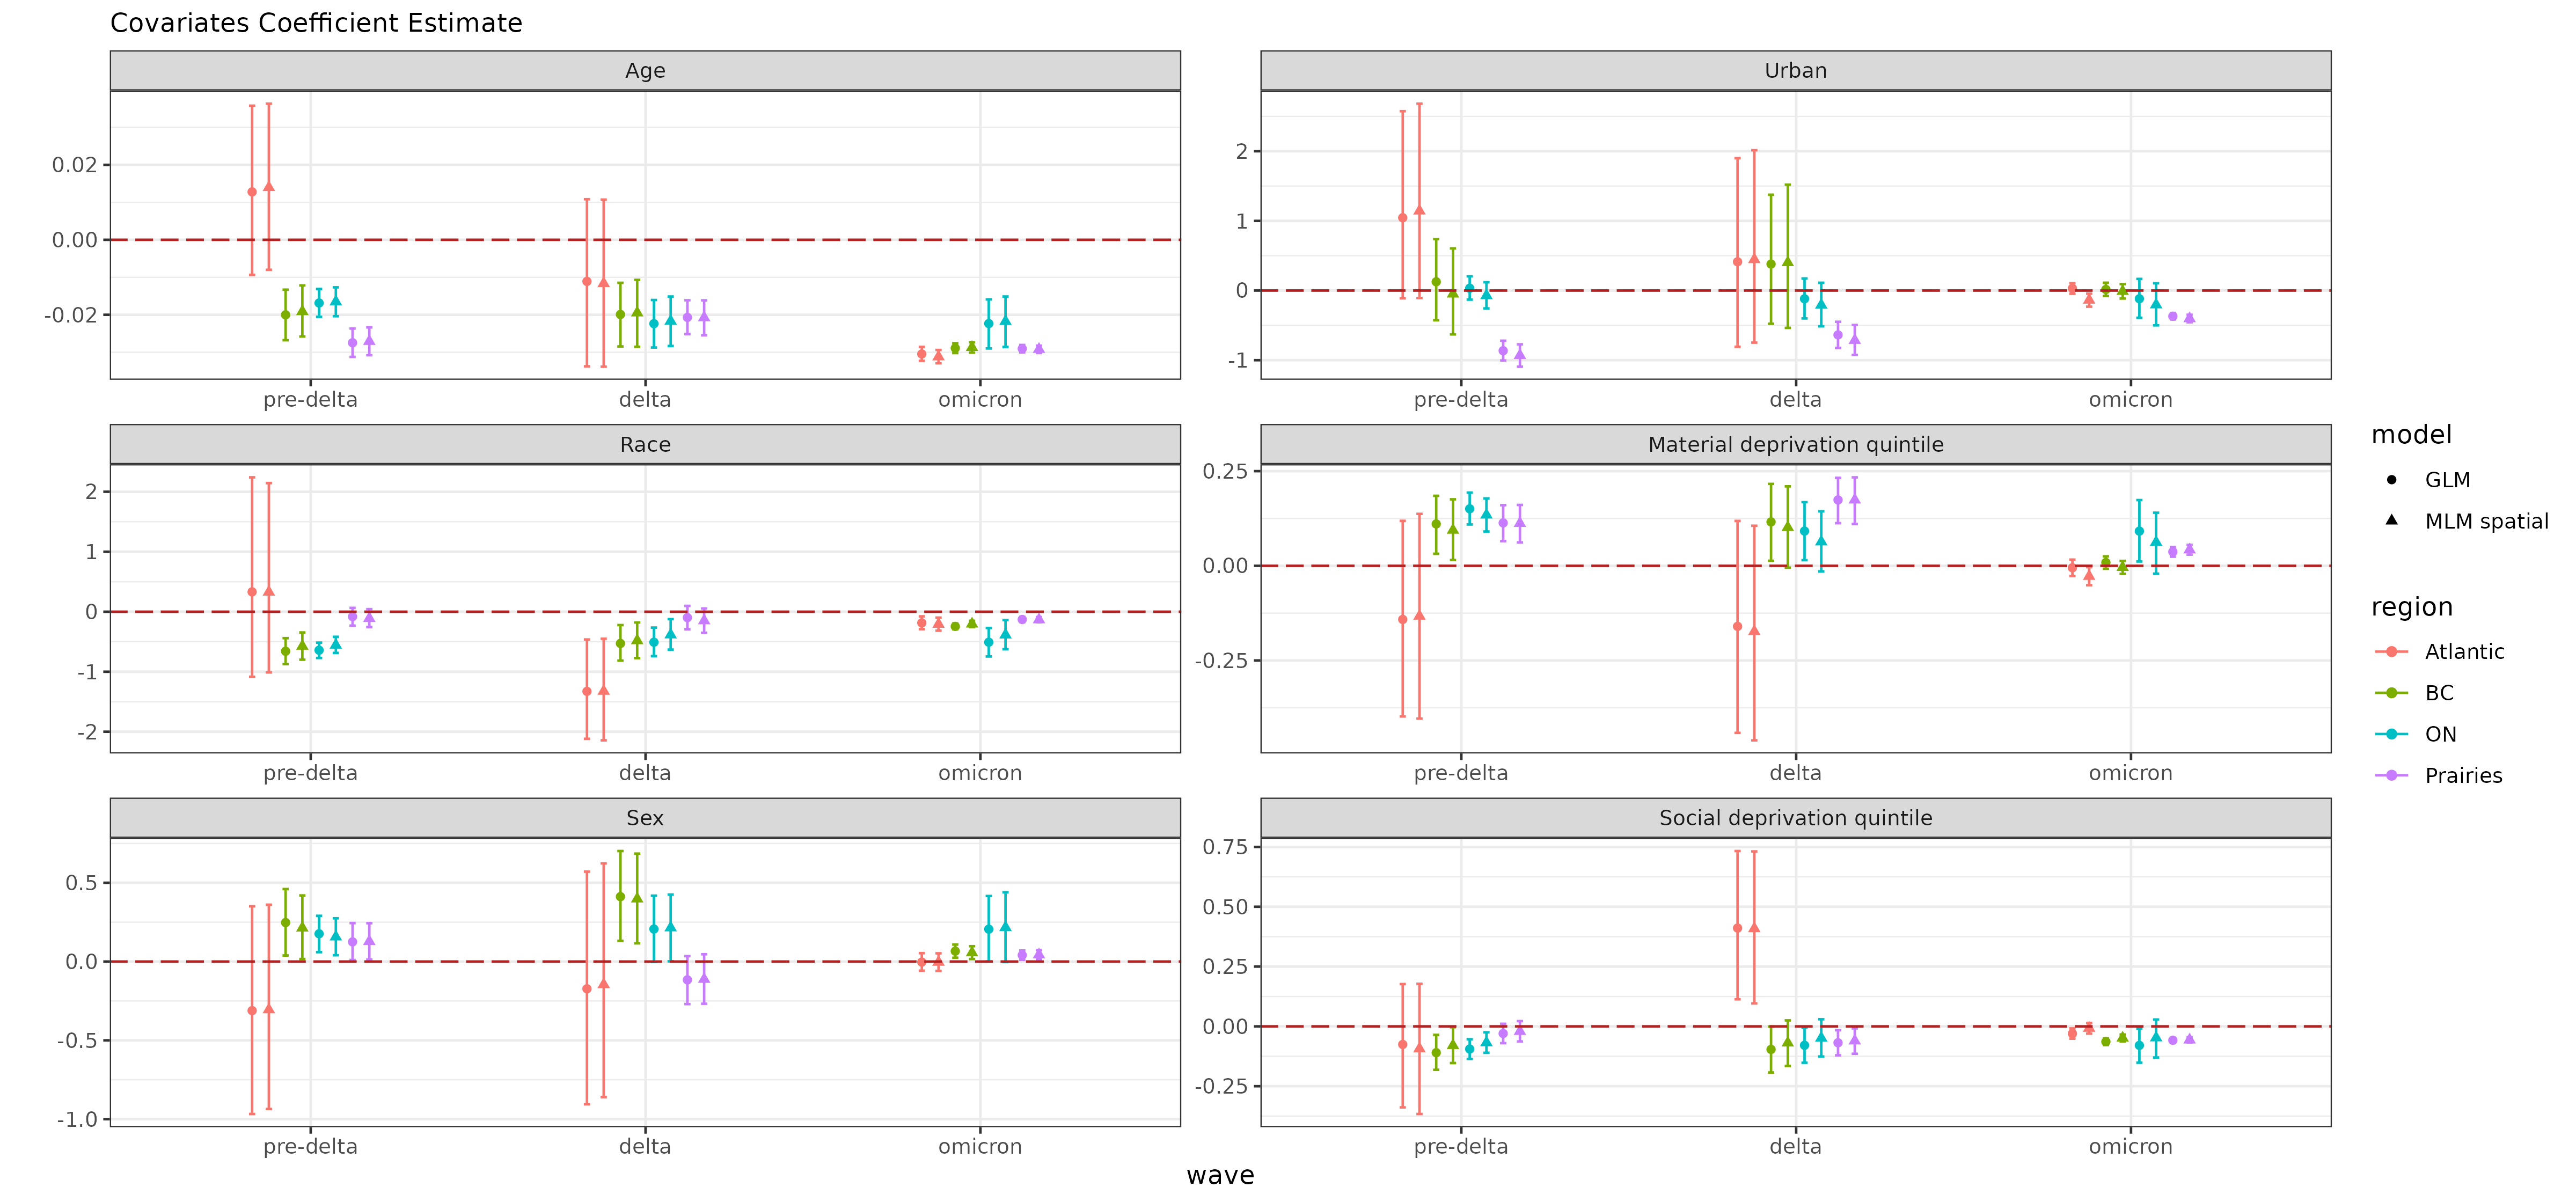 Covariates Coefficient Estimate
Age
0.02
0.00
-0.02
pre-delta delta omicron
Urban
2
1
0
-1
pre-delta delta omicron
Race
2
1
0
-1
-2
pre-delta delta omicron
Material deprivation quintile
0.25
0.00
-0.25
pre-delta delta omicron
Sex
0.5
0.0
-0.5
-1.0
pre-delta delta omicron
Social deprivation quintile
0.75
0.50
0.25
0.00
-0.25
pre-delta delta omicron
wave
model
GLM
MLM spatial
region
Atlantic
BC
ON
Prairies